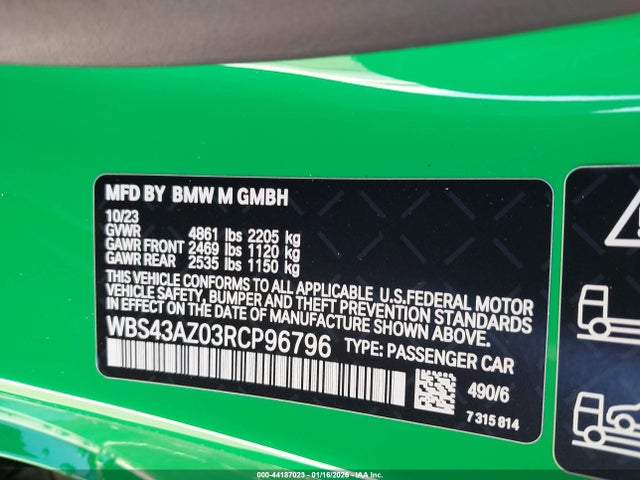 MFD BY BMW M GMBH
10/23
GVWR 4861 lbs 2205 kg
GAWR FRONT 2469 lbs 1120 kg
GAWR REAR 2535 lbs 1150 kg
THIS VEHICLE CONFORMS TO ALL APPLICABLE U.S.FEDERAL MOTOR
VEHICLE SAFETY, BUMPER AND THEFT PREVENTION STANDARDS
IN EFFECT ON THE DATE OF MANUFACTURE SHOWN ABOVE.
WBS43AZ03RCP96796 TYPE: PASSENGER CAR
490/6
7 315 814
000-44187023 - 01/16/2026 - IAAI.COM